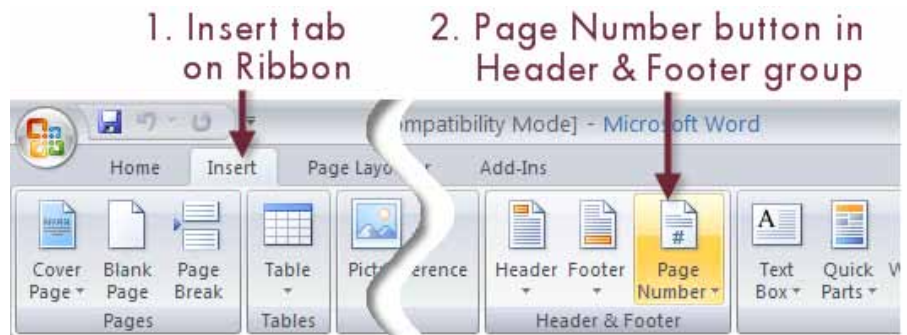 1. Insert tab on Ribbon
2. Page Number button in Header & Footer group
mpatibility Mode] - Microsoft Word
Home Insert Page Layo Add-Ins
Cover Page Blank Page Page Break Table Pict erence Header Footer Page Number Text Box Quick Parts W
Pages Tables Header & Footer